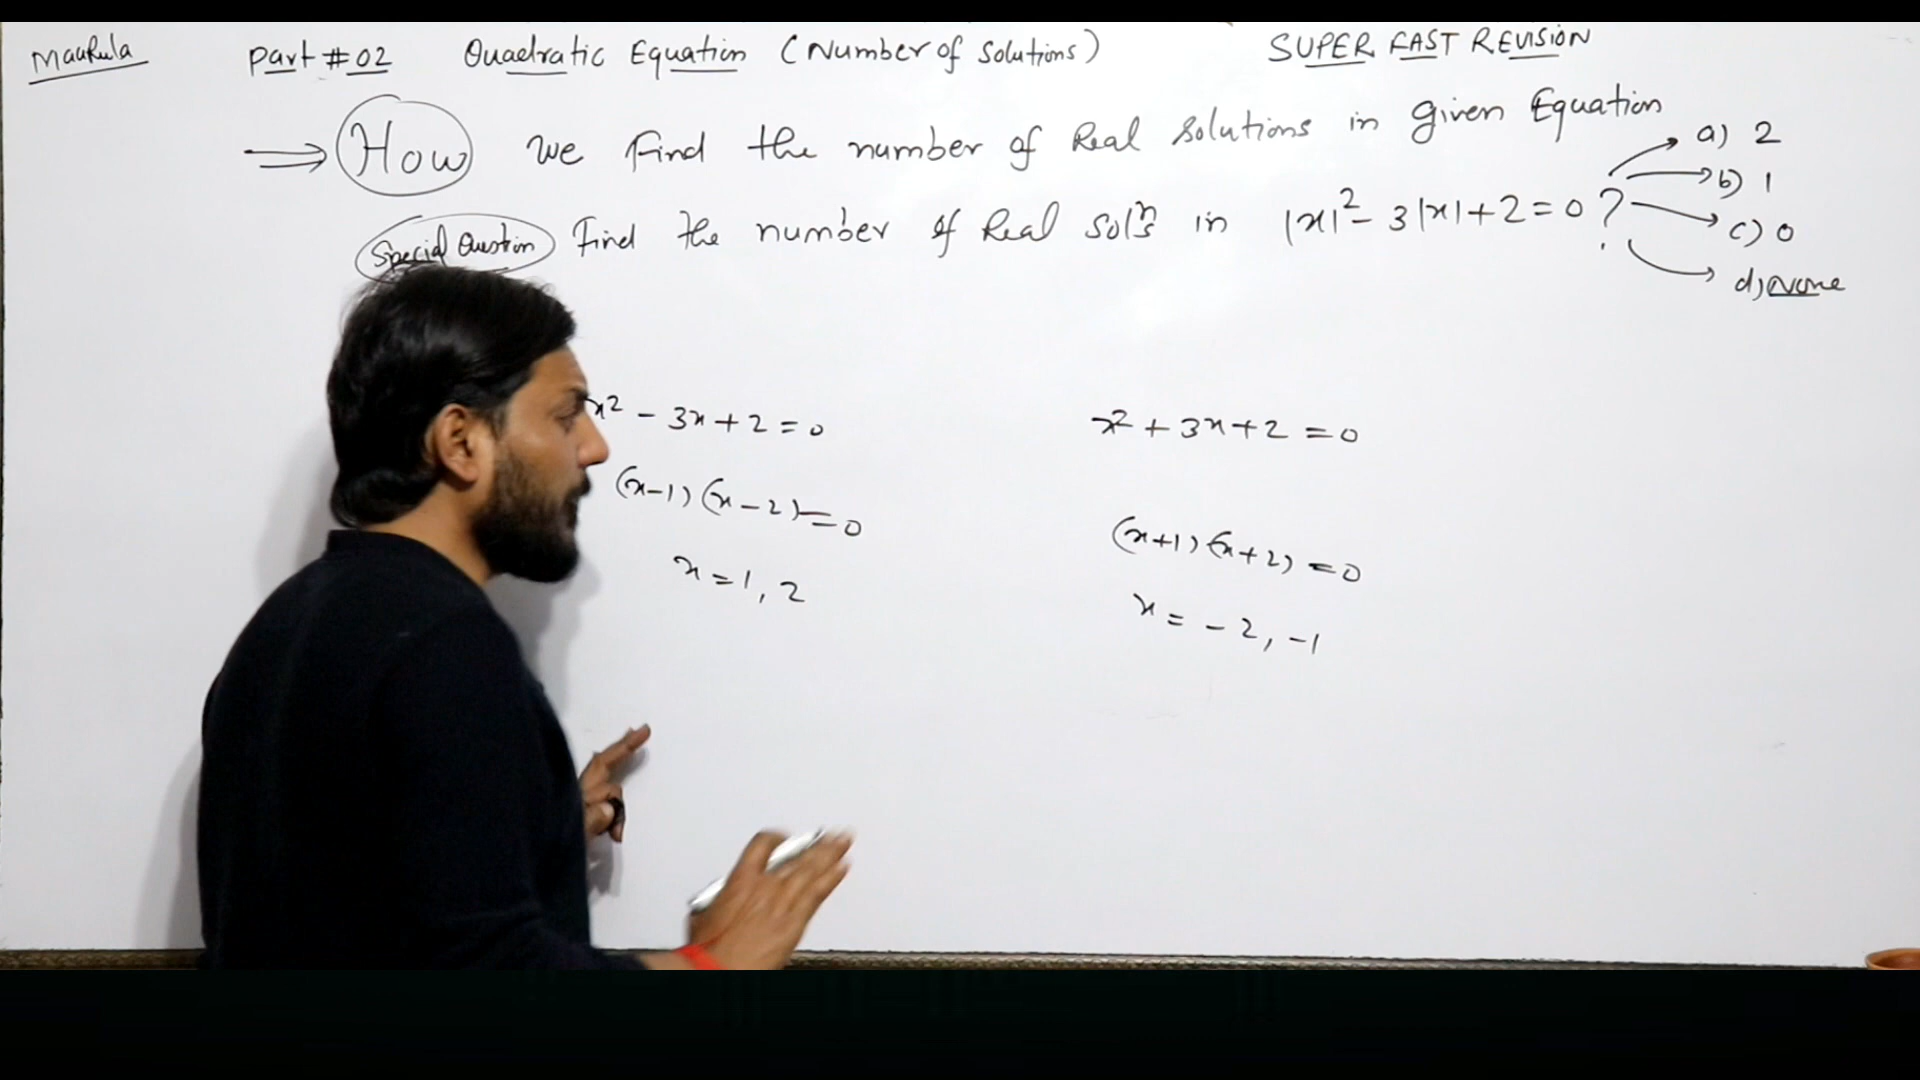 Part # 02 Quadratic Equation (Number of Solutions) SUPER FAST REVISION
⇒ How we find the number of Real Solutions in given Equation
Special Question Find the number of Real Solns in |x|² - 3|x| + 2 = 0 ?
a) 2
b) 1
c) 0
d) None
x² - 3x + 2 = 0
(x-1) (x-2) = 0
x = 1, 2
x² + 3x + 2 = 0
(x+1) (x+2) = 0
x = -2, -1